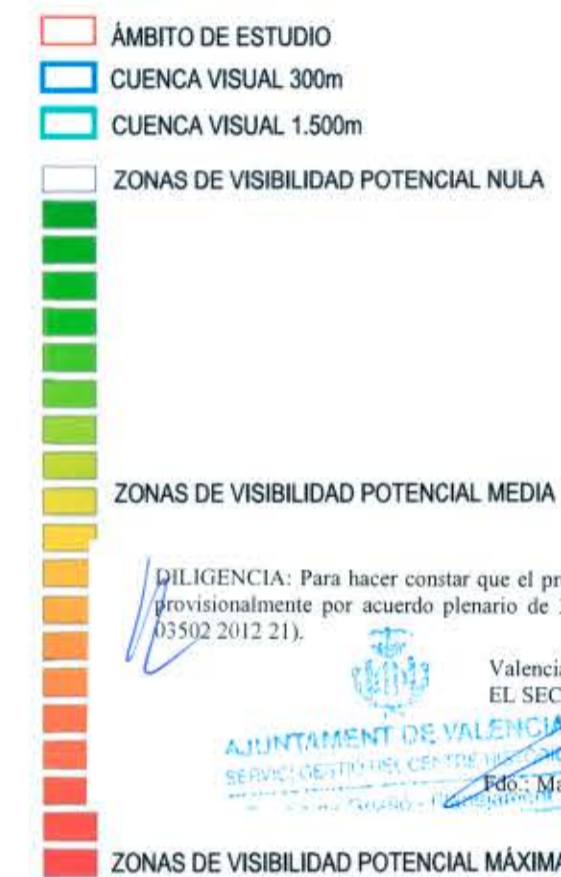 ÁMBITO DE ESTUDIO
CUENCA VISUAL 300m
CUENCA VISUAL 1.500m
ZONAS DE VISIBILIDAD POTENCIAL NULA
ZONAS DE VISIBILIDAD POTENCIAL MEDIA
DILIGENCIA: Para hacer constar que el pr
provisionalmente por acuerdo plenario de
03502 2012 21).
Valencia
EL SEC
AJUNTAMENT DE VALENCIA
Fdo.: Ma
ZONAS DE VISIBILIDAD POTENCIAL MÁXIMA